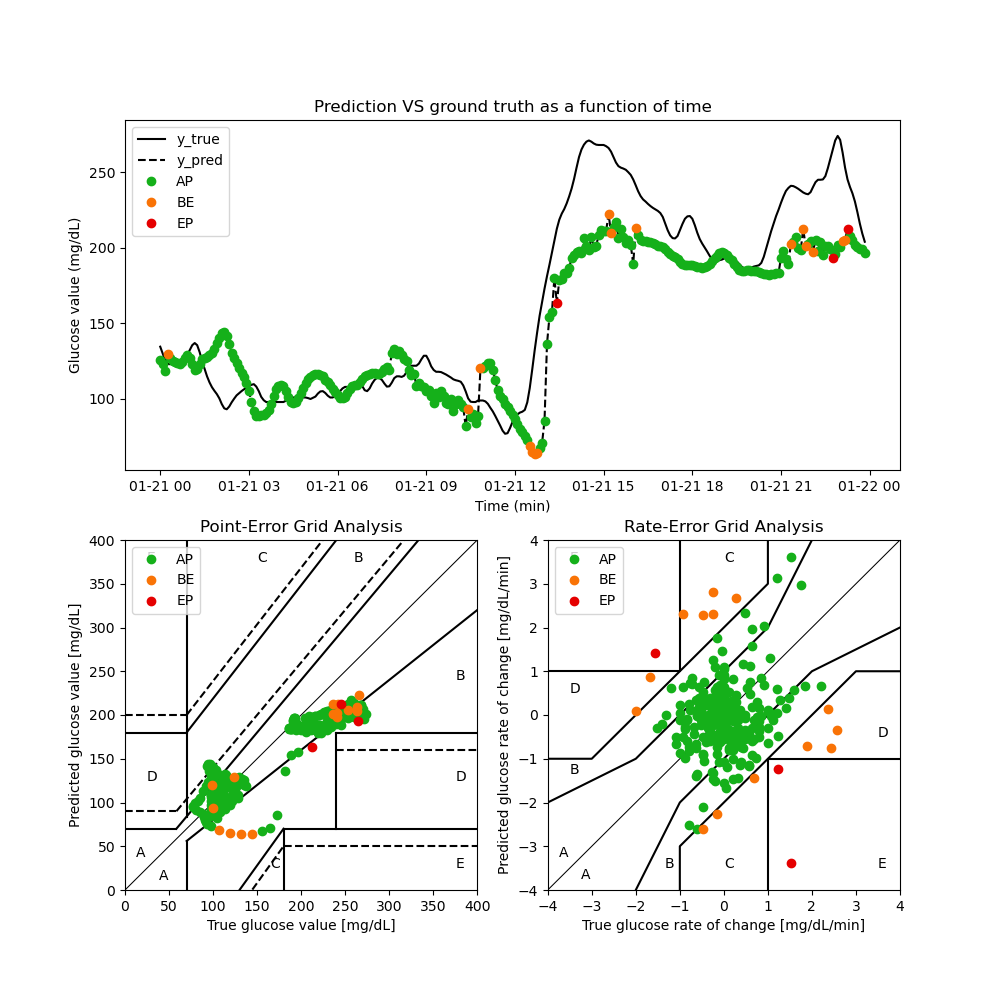 Prediction VS ground truth as a function of time
y_true
y_pred
AP
BE
EP
Glucose value (mg/dL)
250
200
150
100
01-21 00 01-21 03 01-21 06 01-21 09 01-21 12 01-21 15 01-21 18 01-21 21 01-22 00
Time (min)
Point-Error Grid Analysis
AP
BE
EP
C
B
B
D
D
A
A
C
E
Predicted glucose value [mg/dL]
400
350
300
250
200
150
100
50
0
0 50 100 150 200 250 300 350 400
True glucose value [mg/dL]
Rate-Error Grid Analysis
AP
BE
EP
C
D
D
B
A
A
B
C
E
Predicted glucose rate of change [mg/dL/min]
4
3
2
1
0
−1
−2
−3
−4
−4 −3 −2 −1 0 1 2 3 4
True glucose rate of change [mg/dL/min]